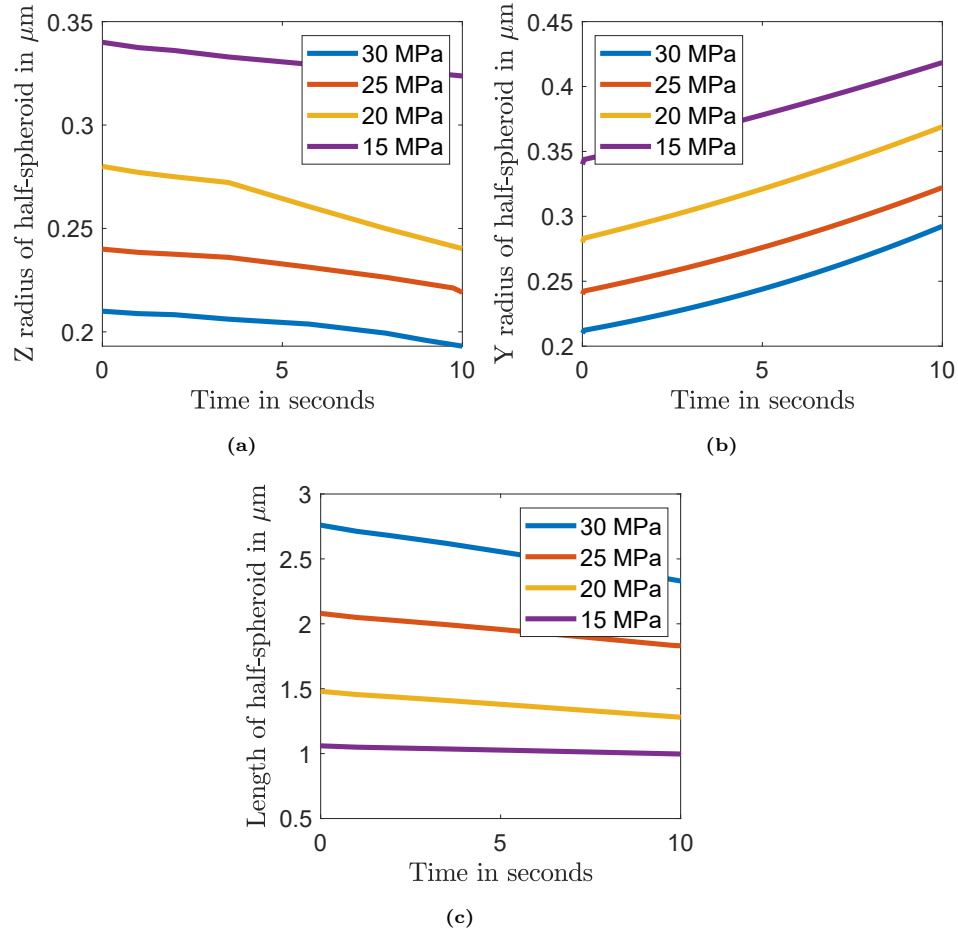 Z radius of half-spheroid in μm
0.35
0.3
0.25
0.2
30 MPa
25 MPa
20 MPa
15 MPa
0
5
10
Time in seconds
(a)
Y radius of half-spheroid in μm
0.45
0.4
0.35
0.3
0.25
0.2
30 MPa
25 MPa
20 MPa
15 MPa
0
5
10
Time in seconds
(b)
Length of half-spheroid in μm
3
2.5
2
1.5
1
0.5
30 MPa
25 MPa
20 MPa
15 MPa
0
5
10
Time in seconds
(c)